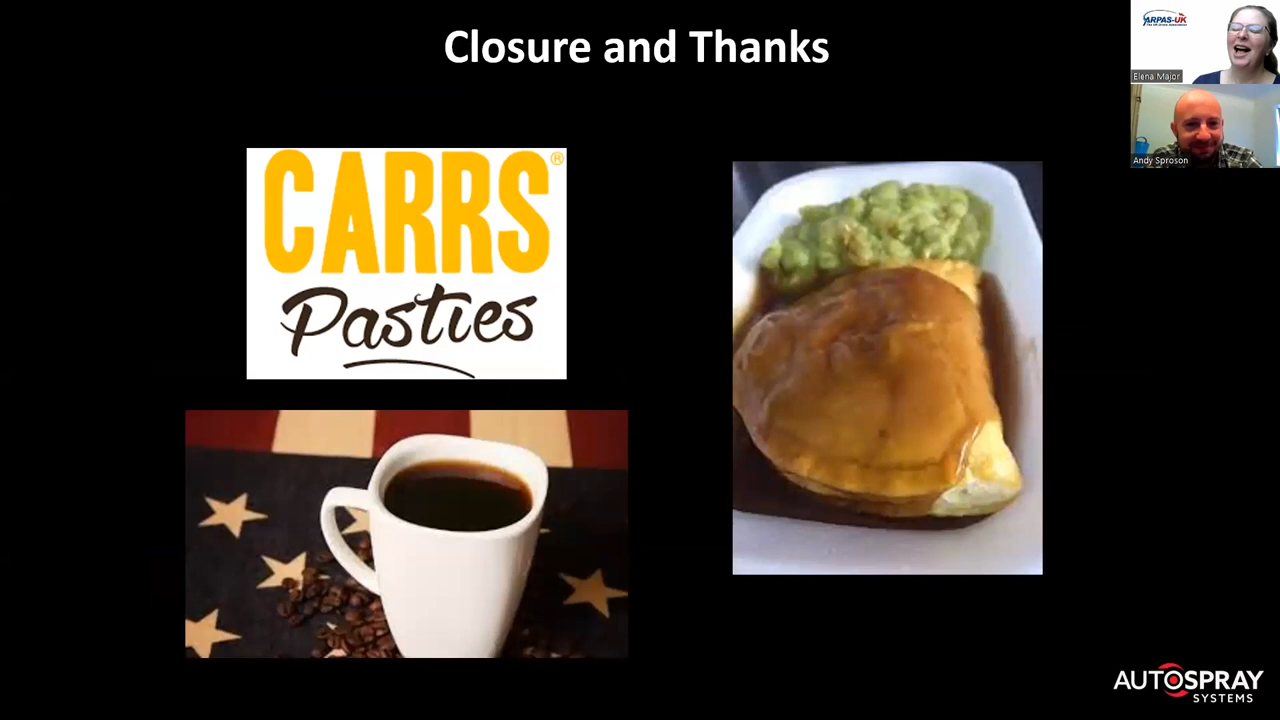 Closure and Thanks
ARPAS-UK
Elena Major
Andy Sproson
CARRS®
Pasties
AUTOSPRAY
SYSTEMS